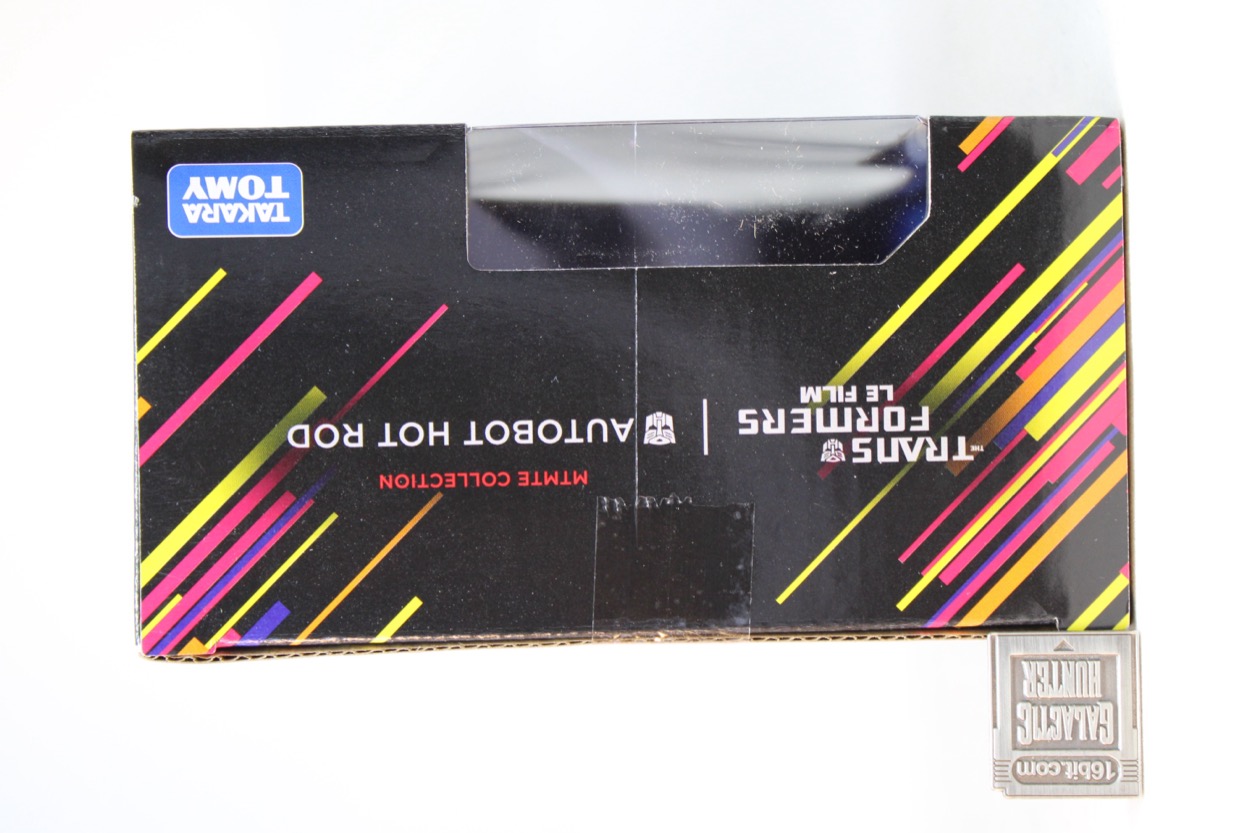 THE
TRANS
FORMERS
LE FILM
MTMTE COLLECTION
AUTOBOT HOT ROD
TAKARA
TOMY
16bit.com
GALACTIC
HUNTER